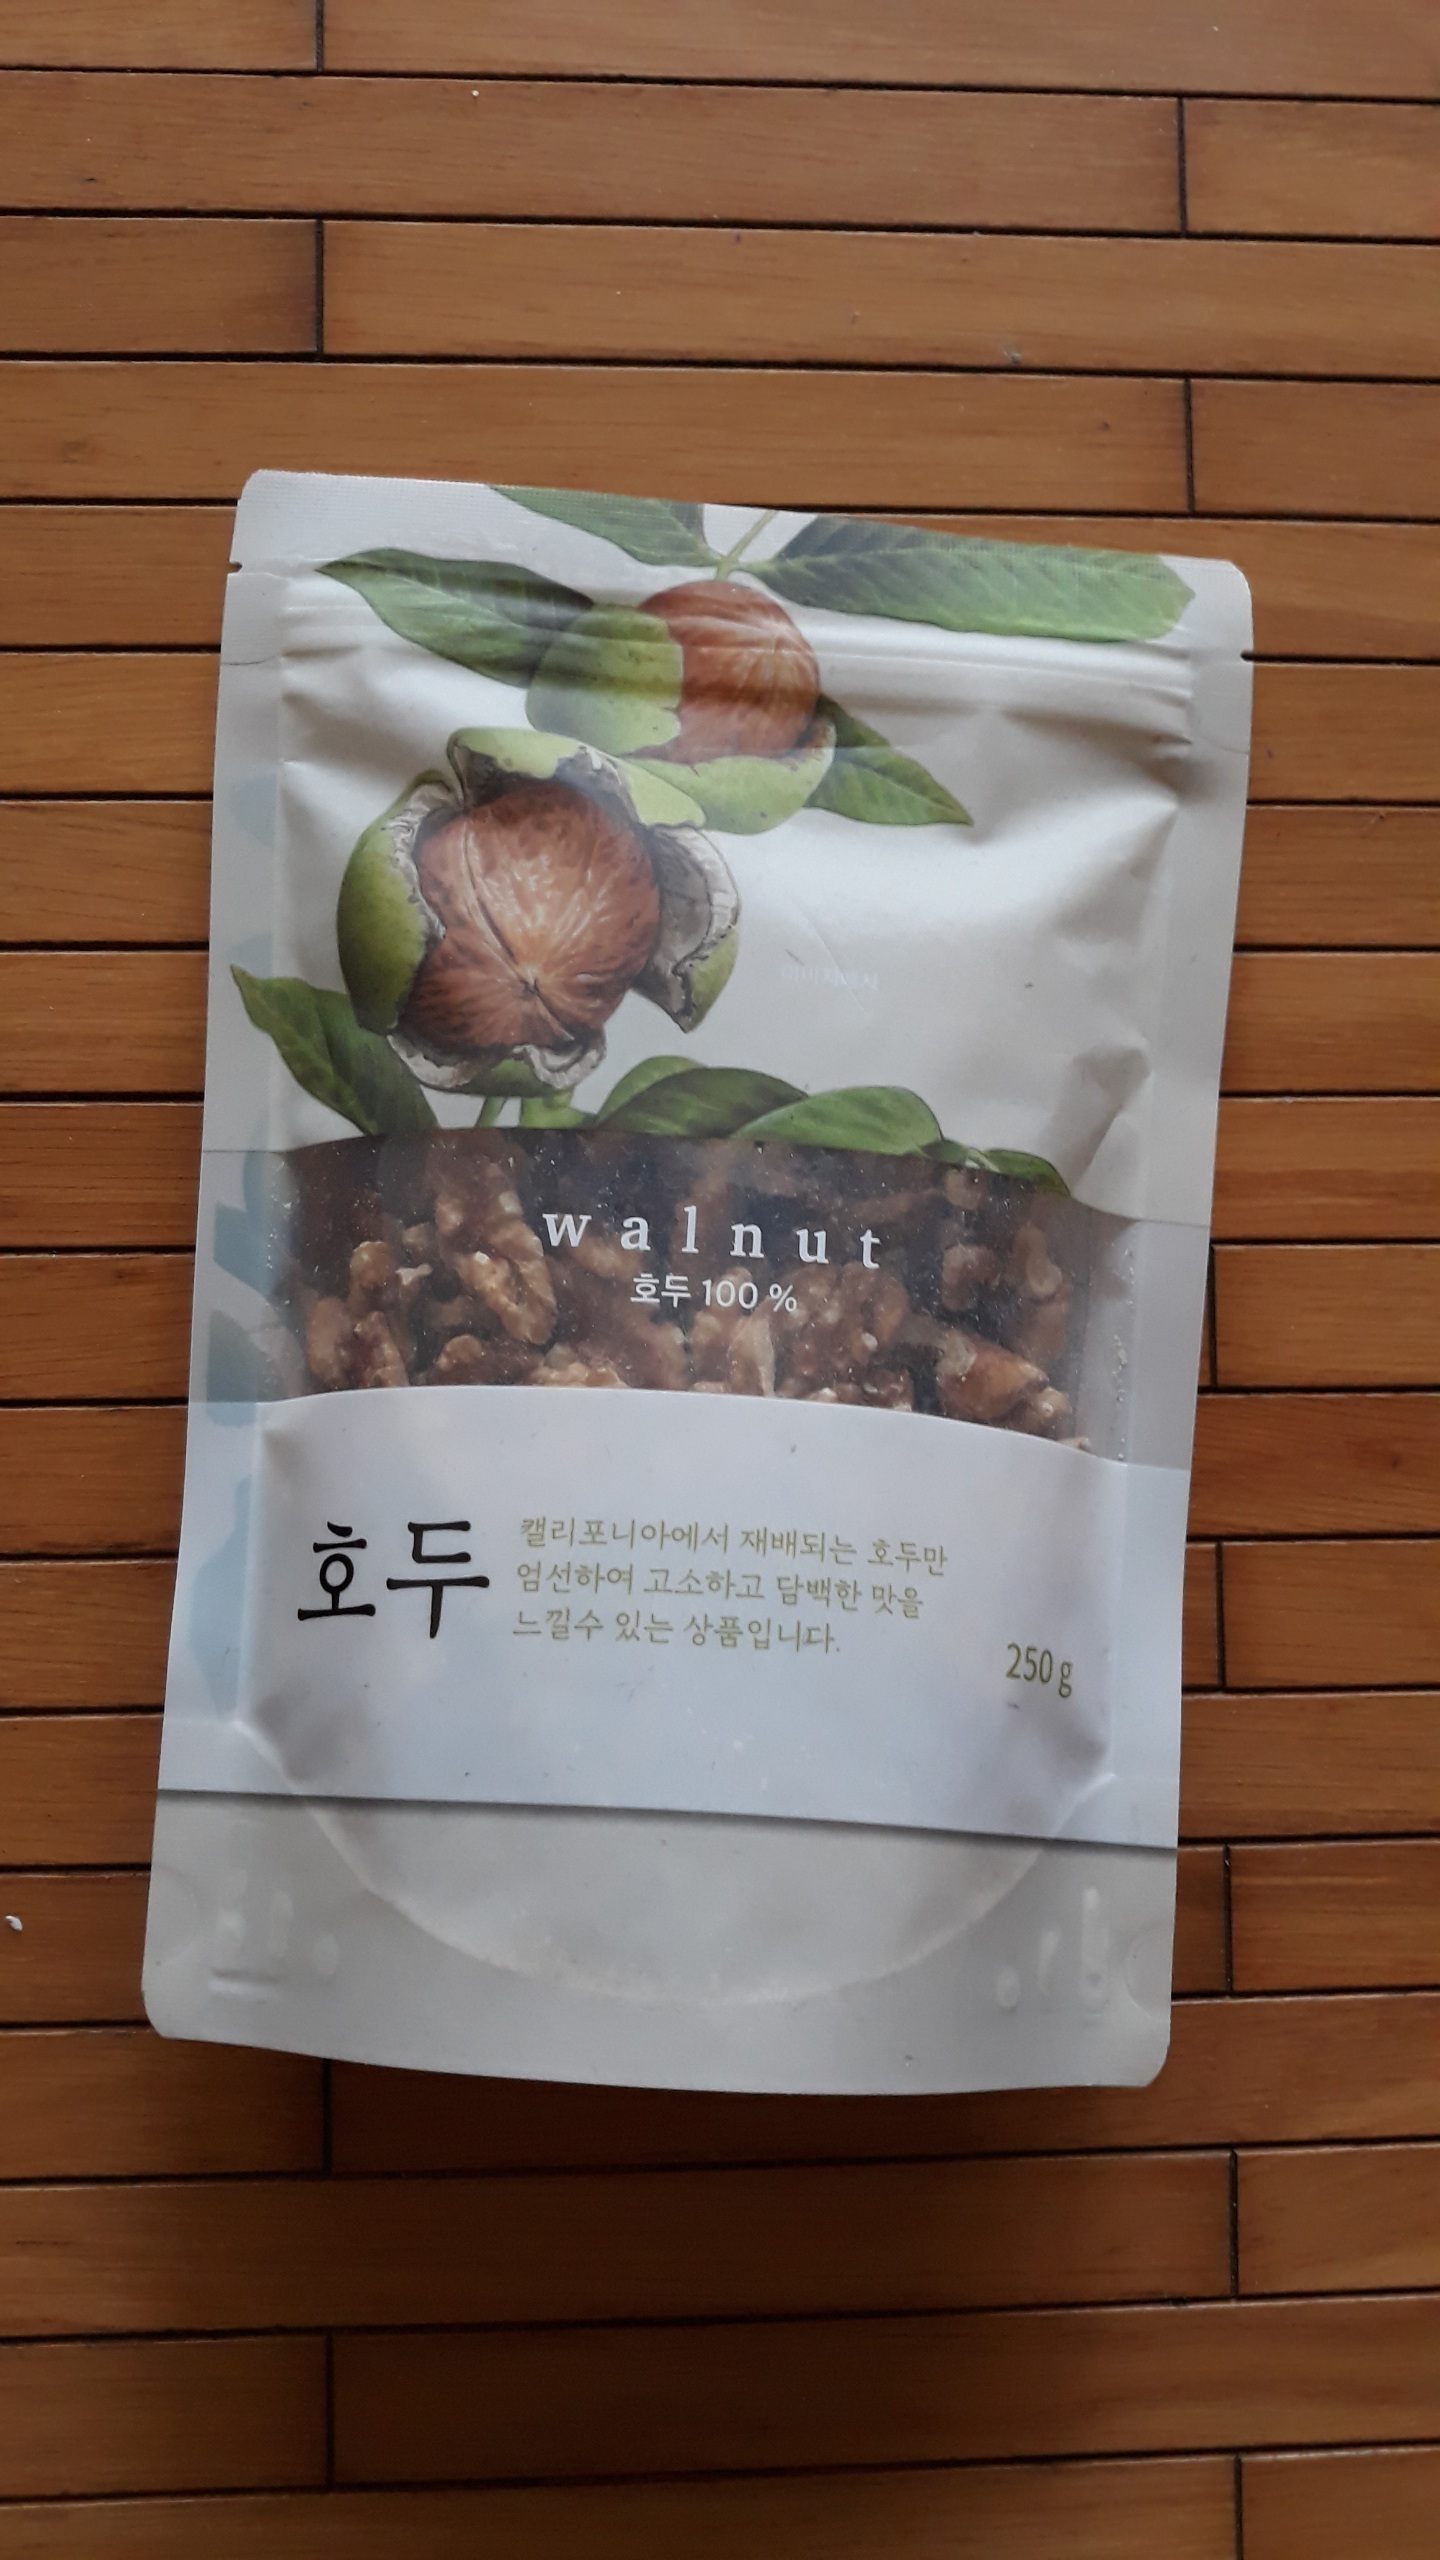 walnut
호두 100 %
호두
캘리포니아에서 재배되는 호두만
엄선하여 고소하고 담백한 맛을
느낄수 있는 상품입니다.
250 g